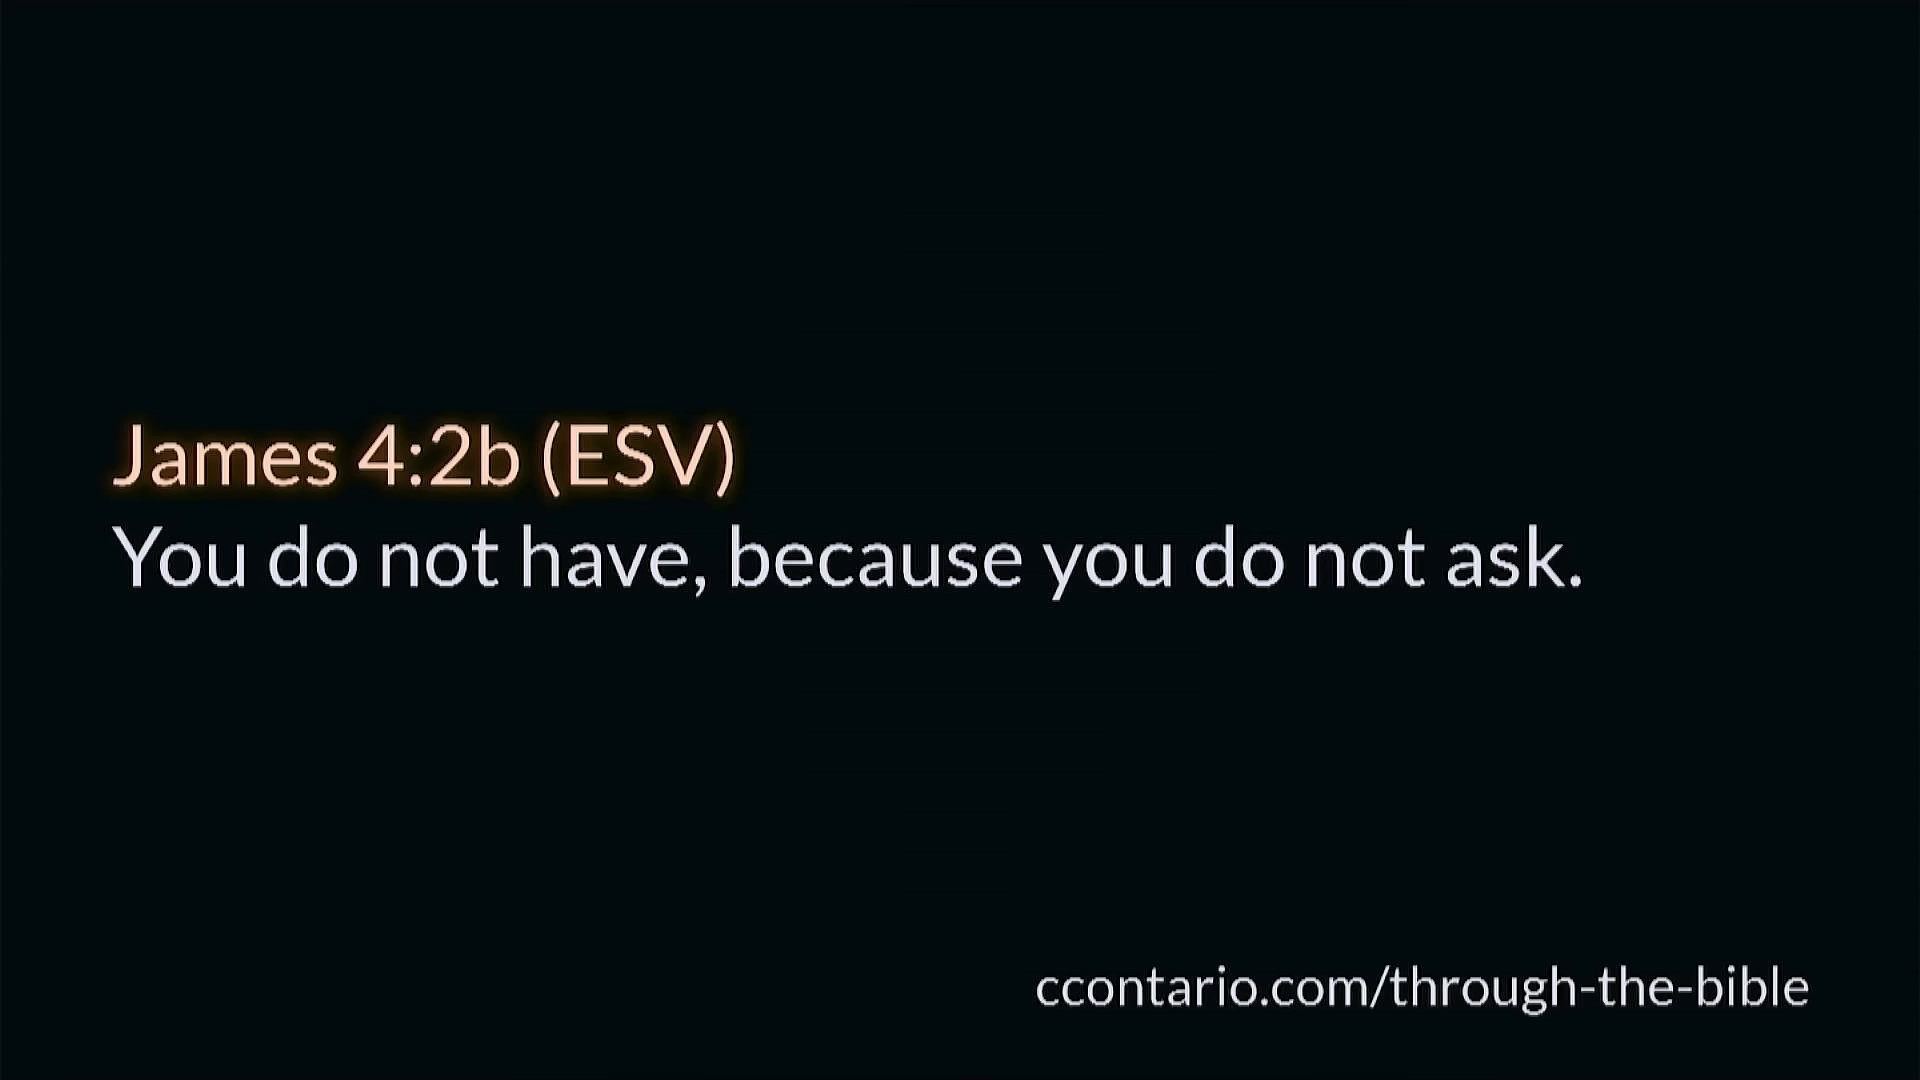 James 4:2b (ESV)
You do not have, because you do not ask.
ccontario.com/through-the-bible